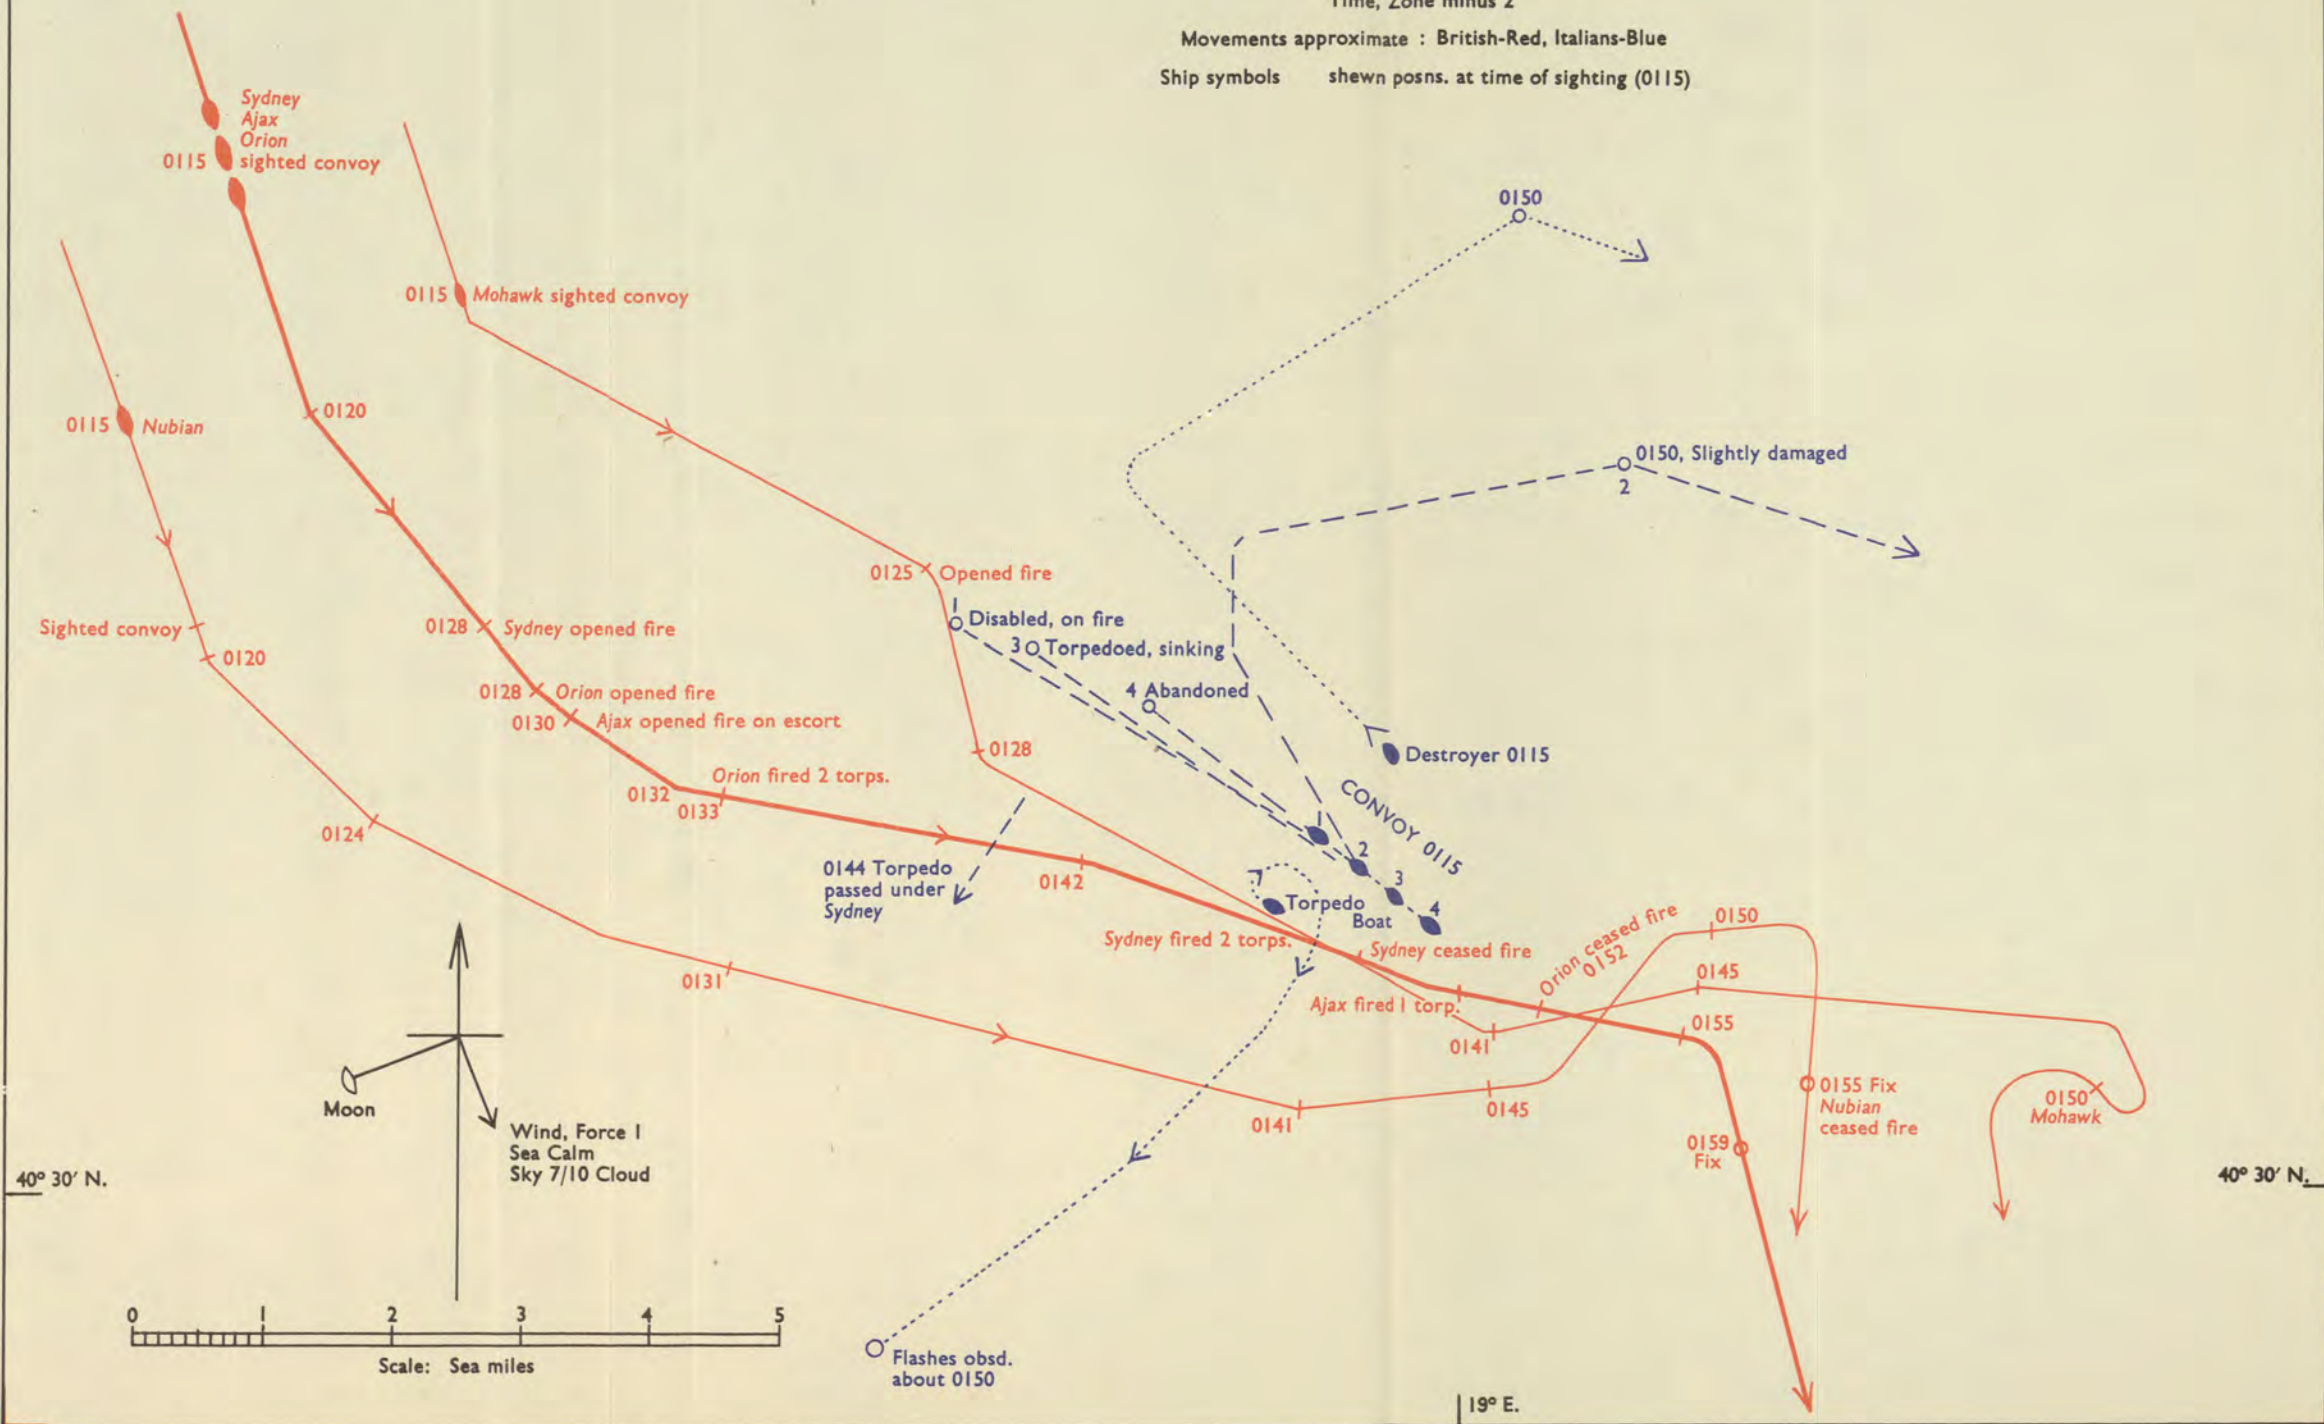 Time, Zone minus 2
Movements approximate : British-Red, Italians-Blue
Ship symbols shewn posns. at time of sighting (0115)
Sydney
Ajax
Orion
0115 sighted convoy
0150
0115 Mohawk sighted convoy
0120
0115 Nubian
0150, Slightly damaged
2
0125 Opened fire
1
Disabled, on fire
Sighted convoy
0128 Sydney opened fire
3 Torpedoed, sinking
0120
4 Abandoned
0128 Orion opened fire
0130 Ajax opened fire on escort
0128
Destroyer 0115
Orion fired 2 torps.
0132
0133
CONVOY 0115
1
2
3
4
0124
0144 Torpedo
passed under
Sydney
0142
Torpedo
Boat
Sydney fired 2 torps.
Sydney ceased fire
Orion ceased fire
0152
0150
0145
0131
Ajax fired 1 torp.
0141
0155
0141
0145
0155 Fix
Nubian
ceased fire
0150
Mohawk
0159
Fix
Moon
Wind, Force 1
Sea Calm
Sky 7/10 Cloud
40° 30′ N.
40° 30′ N.
0 1 2 3 4 5
Scale: Sea miles
Flashes obsd.
about 0150
19° E.